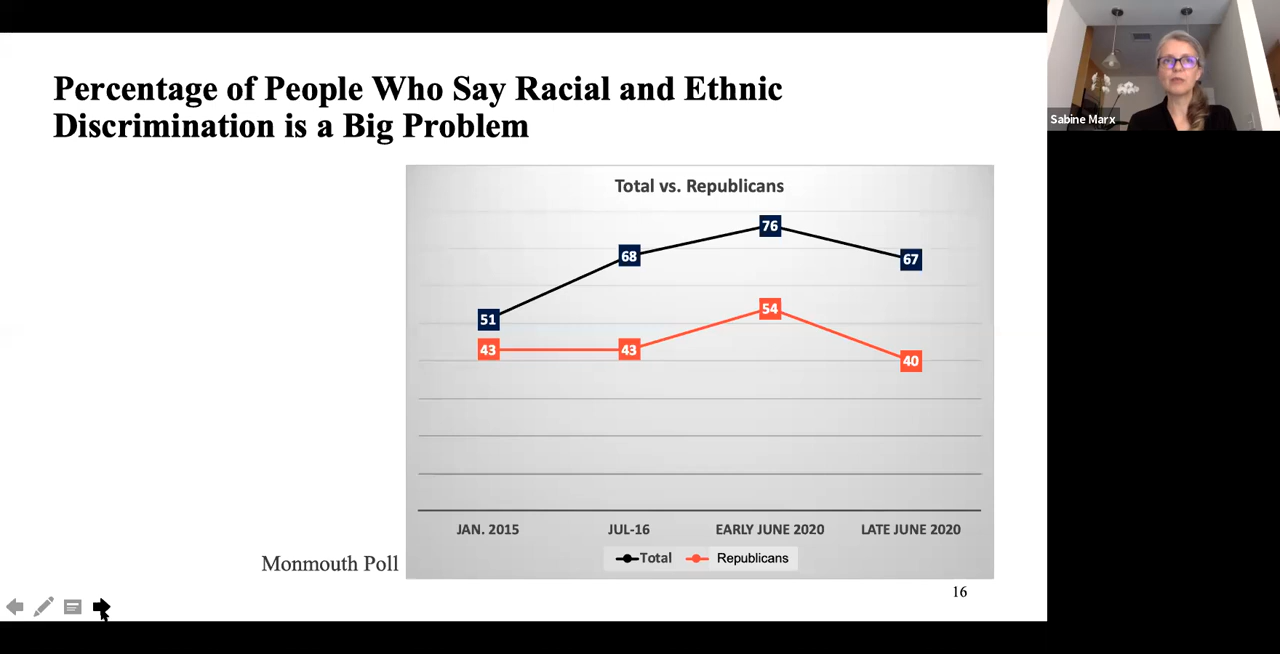 Percentage of People Who Say Racial and Ethnic
Discrimination is a Big Problem
Sabine Marx
Total vs. Republicans
76
68
67
54
51
43
43
40
JAN. 2015 JUL-16 EARLY JUNE 2020 LATE JUNE 2020
Total Republicans
Monmouth Poll
16